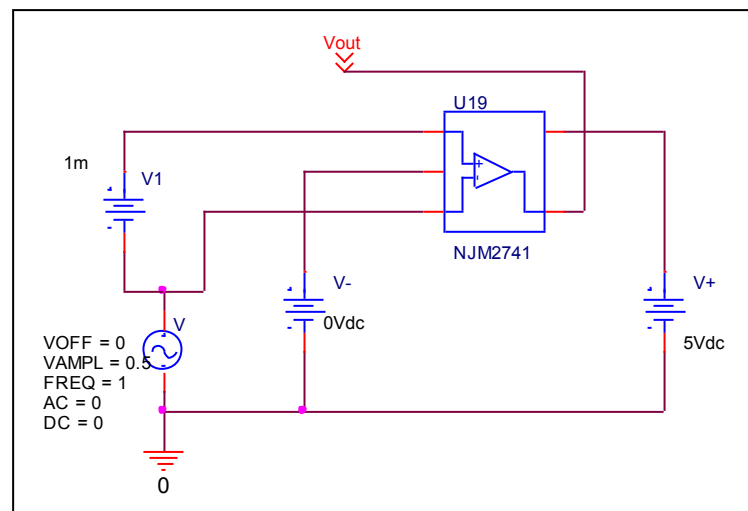 Vout
U19
1m
V1
+
-
NJM2741
V-
V+
V
0Vdc
5Vdc
VOFF = 0
VAMPL = 0.5
FREQ = 1
AC = 0
DC = 0
0